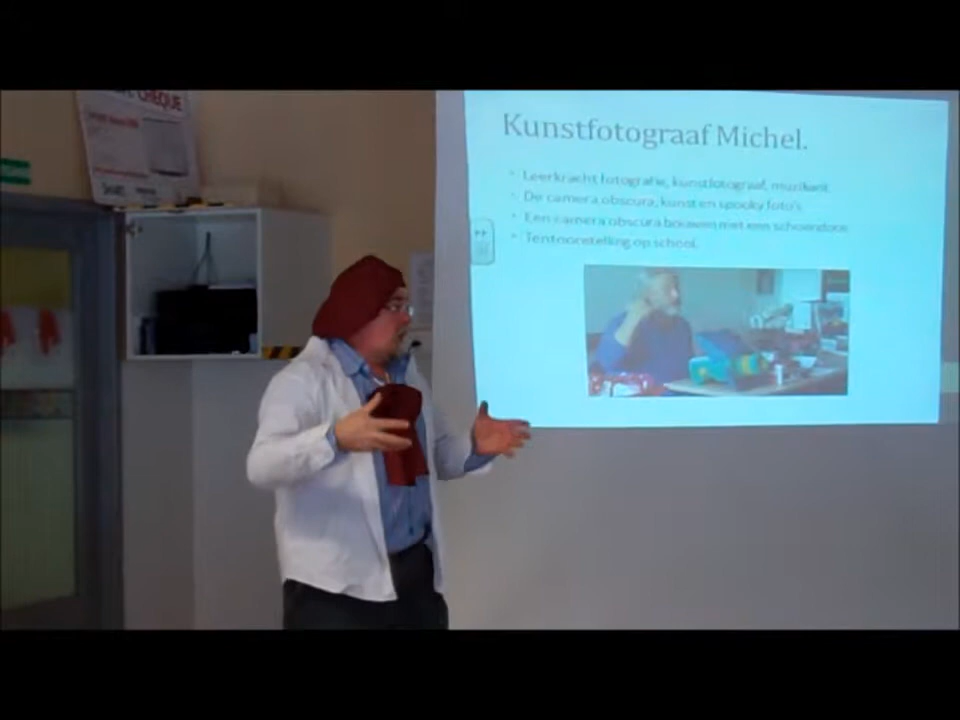 CHEQUE
Kunstfotograaf Michel.
Leerkracht fotografie, kunstfotograaf, muzikant
De camera obscura, kunst en spooky foto's
Een camera obscura bouwen met een schoendoos
Tentoonstelling op school.